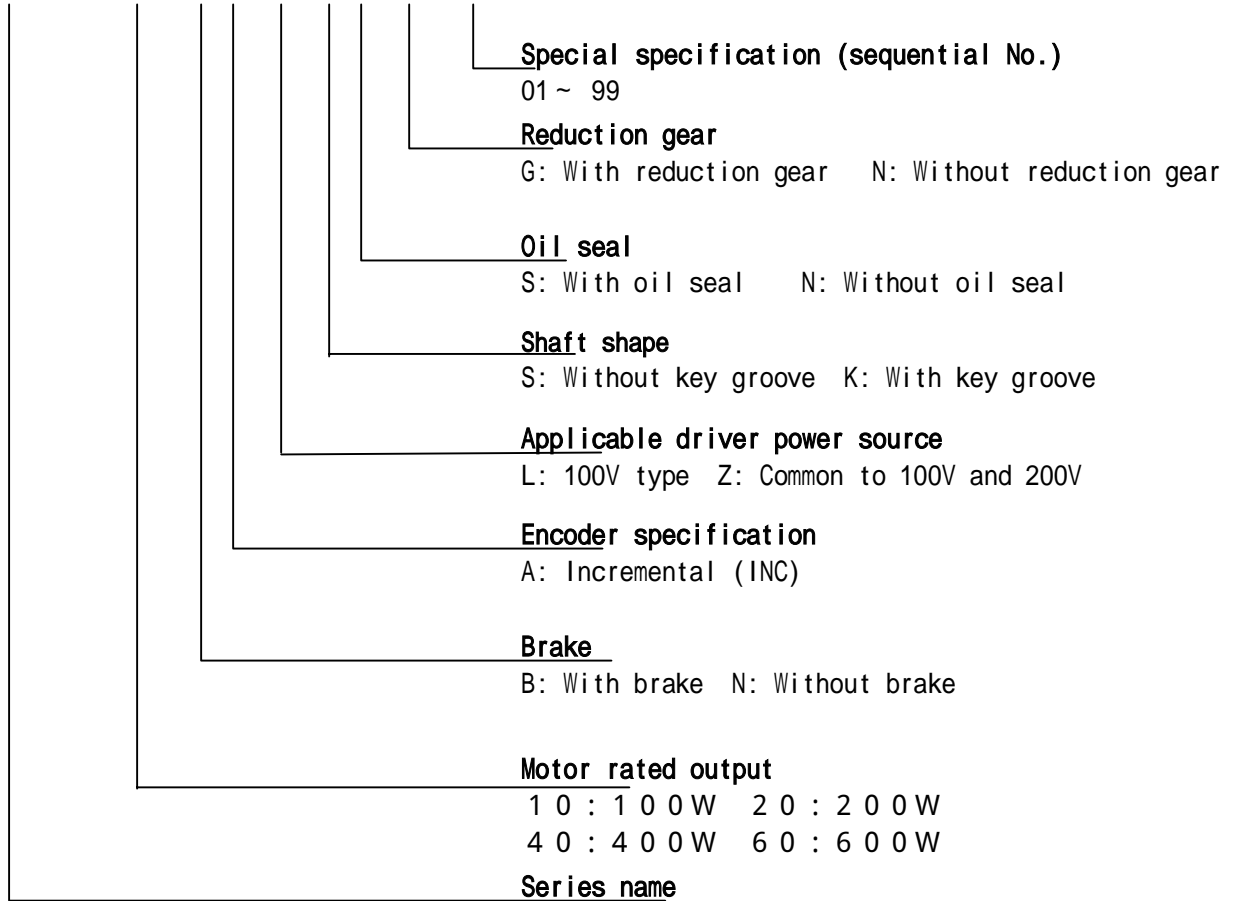 Special specification (sequential No.)
01~ 99
Reduction gear
G: With reduction gear N: Without reduction gear
Oil seal
S: With oil seal N: Without oil seal
Shaft shape
S: Without key groove K: With key groove
Applicable driver power source
L: 100V type Z: Common to 100V and 200V
Encoder specification
A: Incremental (INC)
Brake
B: With brake N: Without brake
Motor rated output
10:100W 20:200W
40:400W 60:600W
Series name